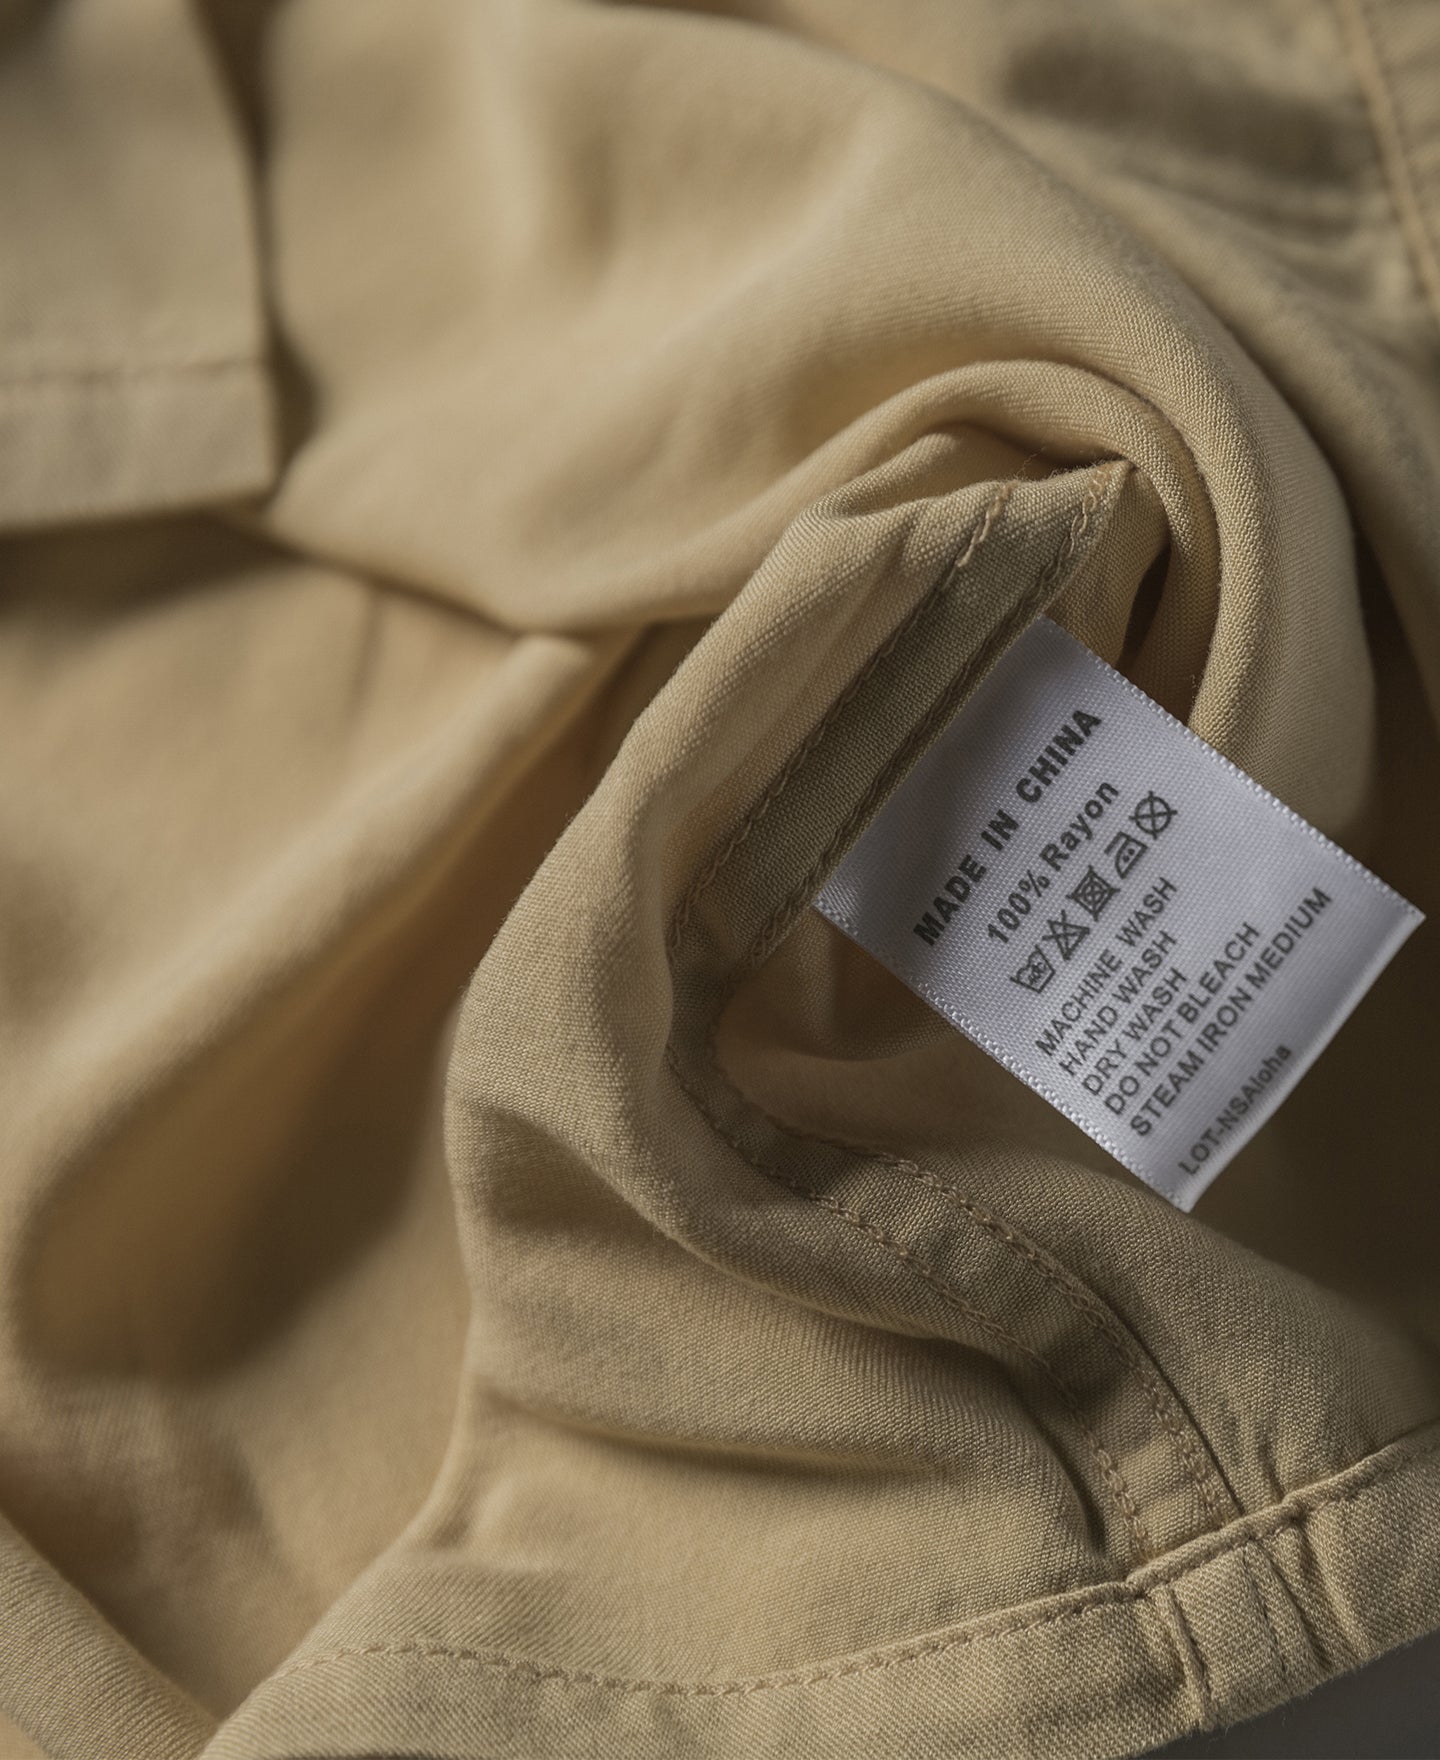 MADE IN CHINA
100% Rayon
MACHINE WASH
HAND WASH
DRY WASH
DO NOT BLEACH
STEAM IRON MEDIUM
LOT-NSAloha